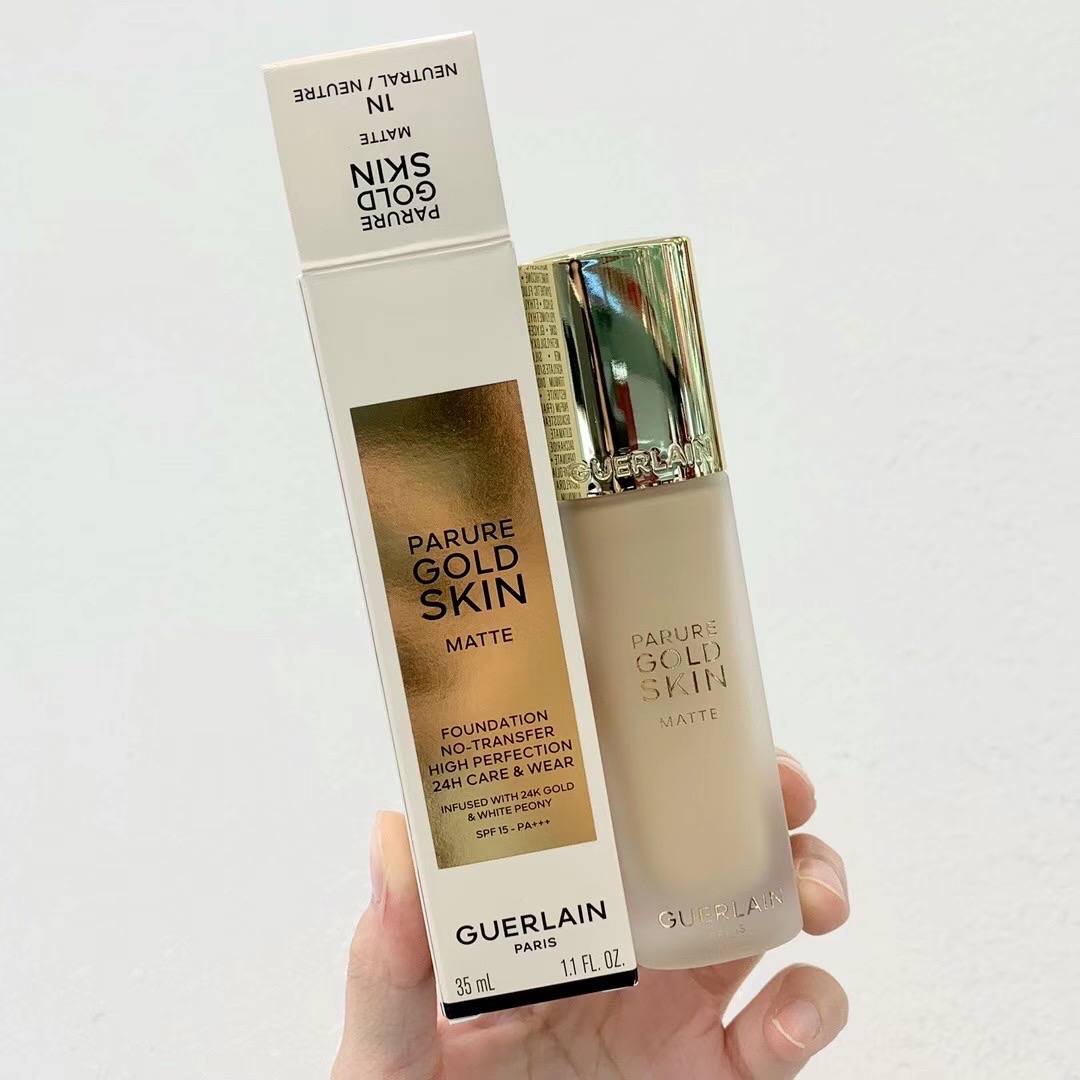 NEUTRAL / NEUTRE
1N
MATTE
PARURE
GOLD
SKIN
PARURE
GOLD
SKIN
MATTE
FOUNDATION
NO-TRANSFER
HIGH PERFECTION
24H CARE & WEAR
INFUSED WITH 24K GOLD
& WHITE PEONY
SPF 15 - PA+++
GUERLAIN
PARIS
35 mL 1.1 FL. OZ.
GUERLAIN
PARURE
GOLD
SKIN
MATTE
GUERLAIN
PARIS